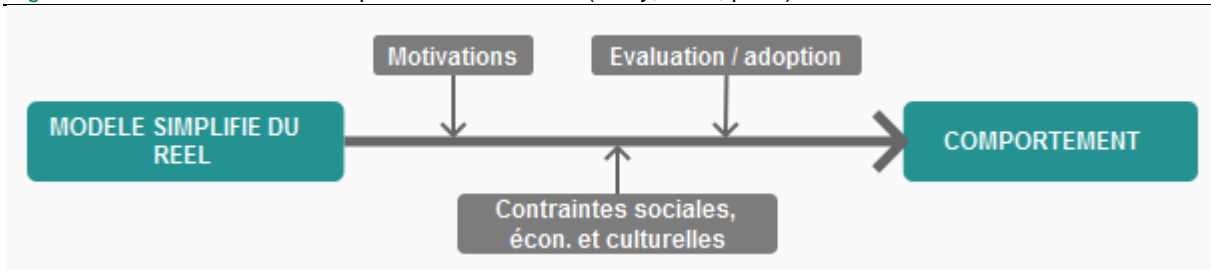 Motivations
Evaluation / adoption
MODELE SIMPLIFIE DU
REEL
COMPORTEMENT
Contraintes sociales,
écon. et culturelles